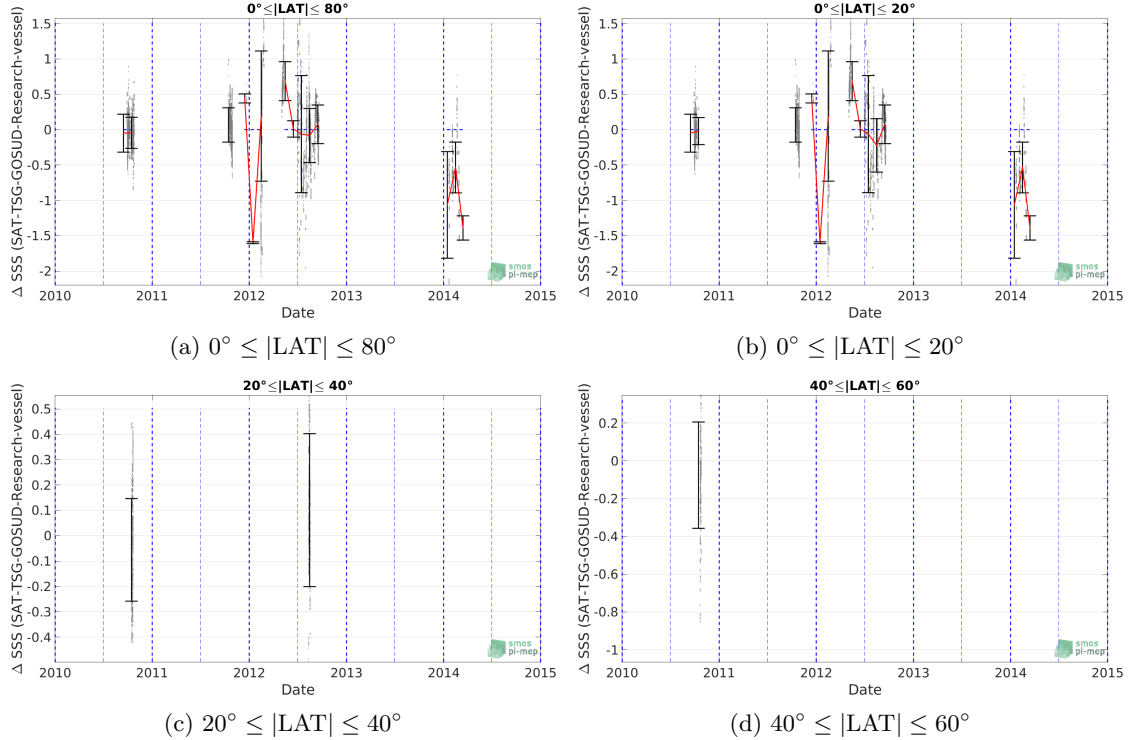 0°≤|LAT|≤ 80°
Δ SSS (SAT-TSG-GOSUD-Research-vessel)
1.5
1
0.5
0
-0.5
-1
-1.5
-2
2010 2011 2012 2013 2014 2015
Date
smos
pi-mep
(a) 0° ≤ |LAT| ≤ 80°
0°≤|LAT|≤ 20°
Δ SSS (SAT-TSG-GOSUD-Research-vessel)
1.5
1
0.5
0
-0.5
-1
-1.5
-2
2010 2011 2012 2013 2014 2015
Date
smos
pi-mep
(b) 0° ≤ |LAT| ≤ 20°
20°≤|LAT|≤ 40°
Δ SSS (SAT-TSG-GOSUD-Research-vessel)
0.5
0.4
0.3
0.2
0.1
0
-0.1
-0.2
-0.3
-0.4
2010 2011 2012 2013 2014 2015
Date
smos
pi-mep
(c) 20° ≤ |LAT| ≤ 40°
40°≤|LAT|≤ 60°
Δ SSS (SAT-TSG-GOSUD-Research-vessel)
0.2
0
-0.2
-0.4
-0.6
-0.8
-1
2010 2011 2012 2013 2014 2015
Date
smos
pi-mep
(d) 40° ≤ |LAT| ≤ 60°